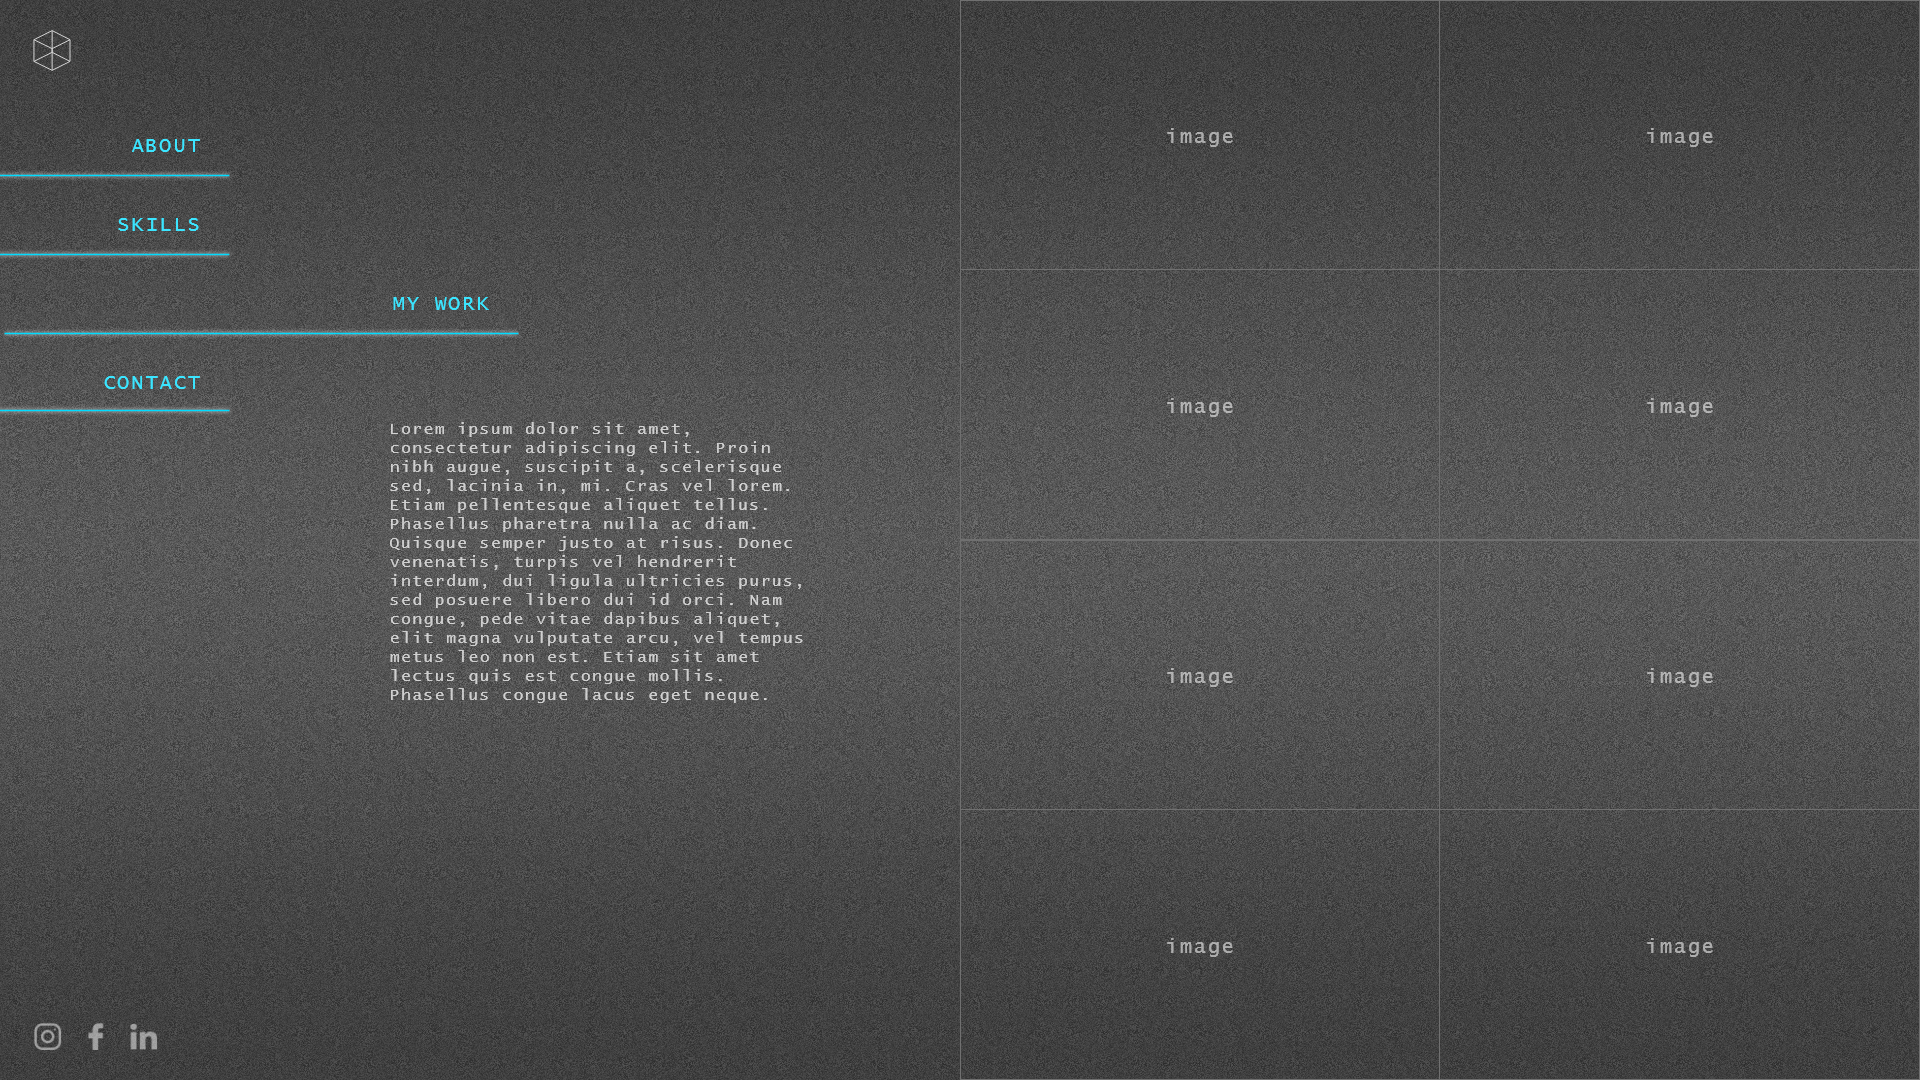 ABOUT
SKILLS
MY WORK
CONTACT
Lorem ipsum dolor sit amet,
consectetur adipiscing elit. Proin
nibh augue, suscipit a, scelerisque
sed, lacinia in, mi. Cras vel lorem.
Etiam pellentesque aliquet tellus.
Phasellus pharetra nulla ac diam.
Quisque semper justo at risus. Donec
venenatis, turpis vel hendrerit
interdum, dui ligula ultricies purus,
sed posuere libero dui id orci. Nam
congue, pede vitae dapibus aliquet,
elit magna vulputate arcu, vel tempus
metus leo non est. Etiam sit amet
lectus quis est congue mollis.
Phasellus congue lacus eget neque.
image
image
image
image
image
image
image
image